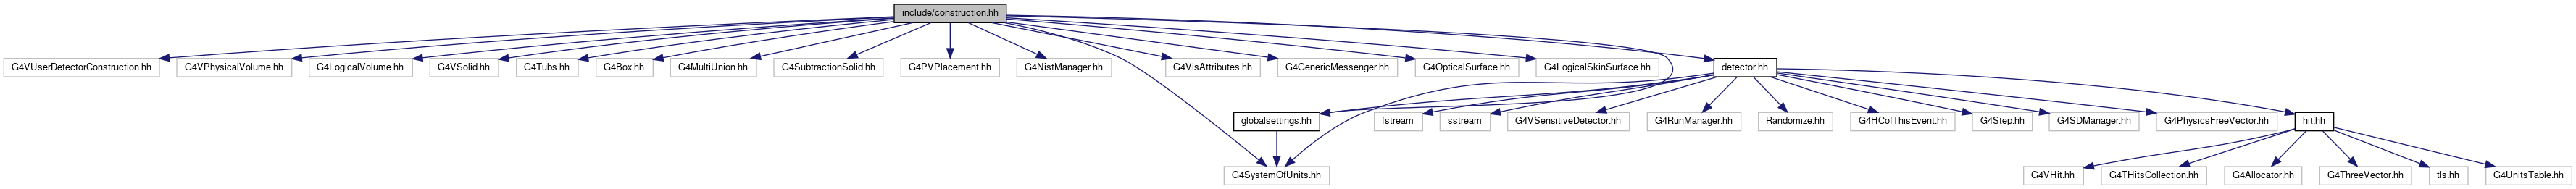 include/construction.hh
G4VUserDetectorConstruction.hh
G4VPhysicalVolume.hh
G4LogicalVolume.hh
G4VSolid.hh
G4Tubs.hh
G4Box.hh
G4MultiUnion.hh
G4SubtractionSolid.hh
G4PVPlacement.hh
G4NistManager.hh
G4VisAttributes.hh
G4GenericMessenger.hh
G4OpticalSurface.hh
G4LogicalSkinSurface.hh
detector.hh
globalsettings.hh
fstream
sstream
G4VSensitiveDetector.hh
G4RunManager.hh
Randomize.hh
G4HCofThisEvent.hh
G4Step.hh
G4SDManager.hh
G4PhysicsFreeVector.hh
hit.hh
G4SystemOfUnits.hh
G4VHit.hh
G4THitsCollection.hh
G4Allocator.hh
G4ThreeVector.hh
tls.hh
G4UnitsTable.hh